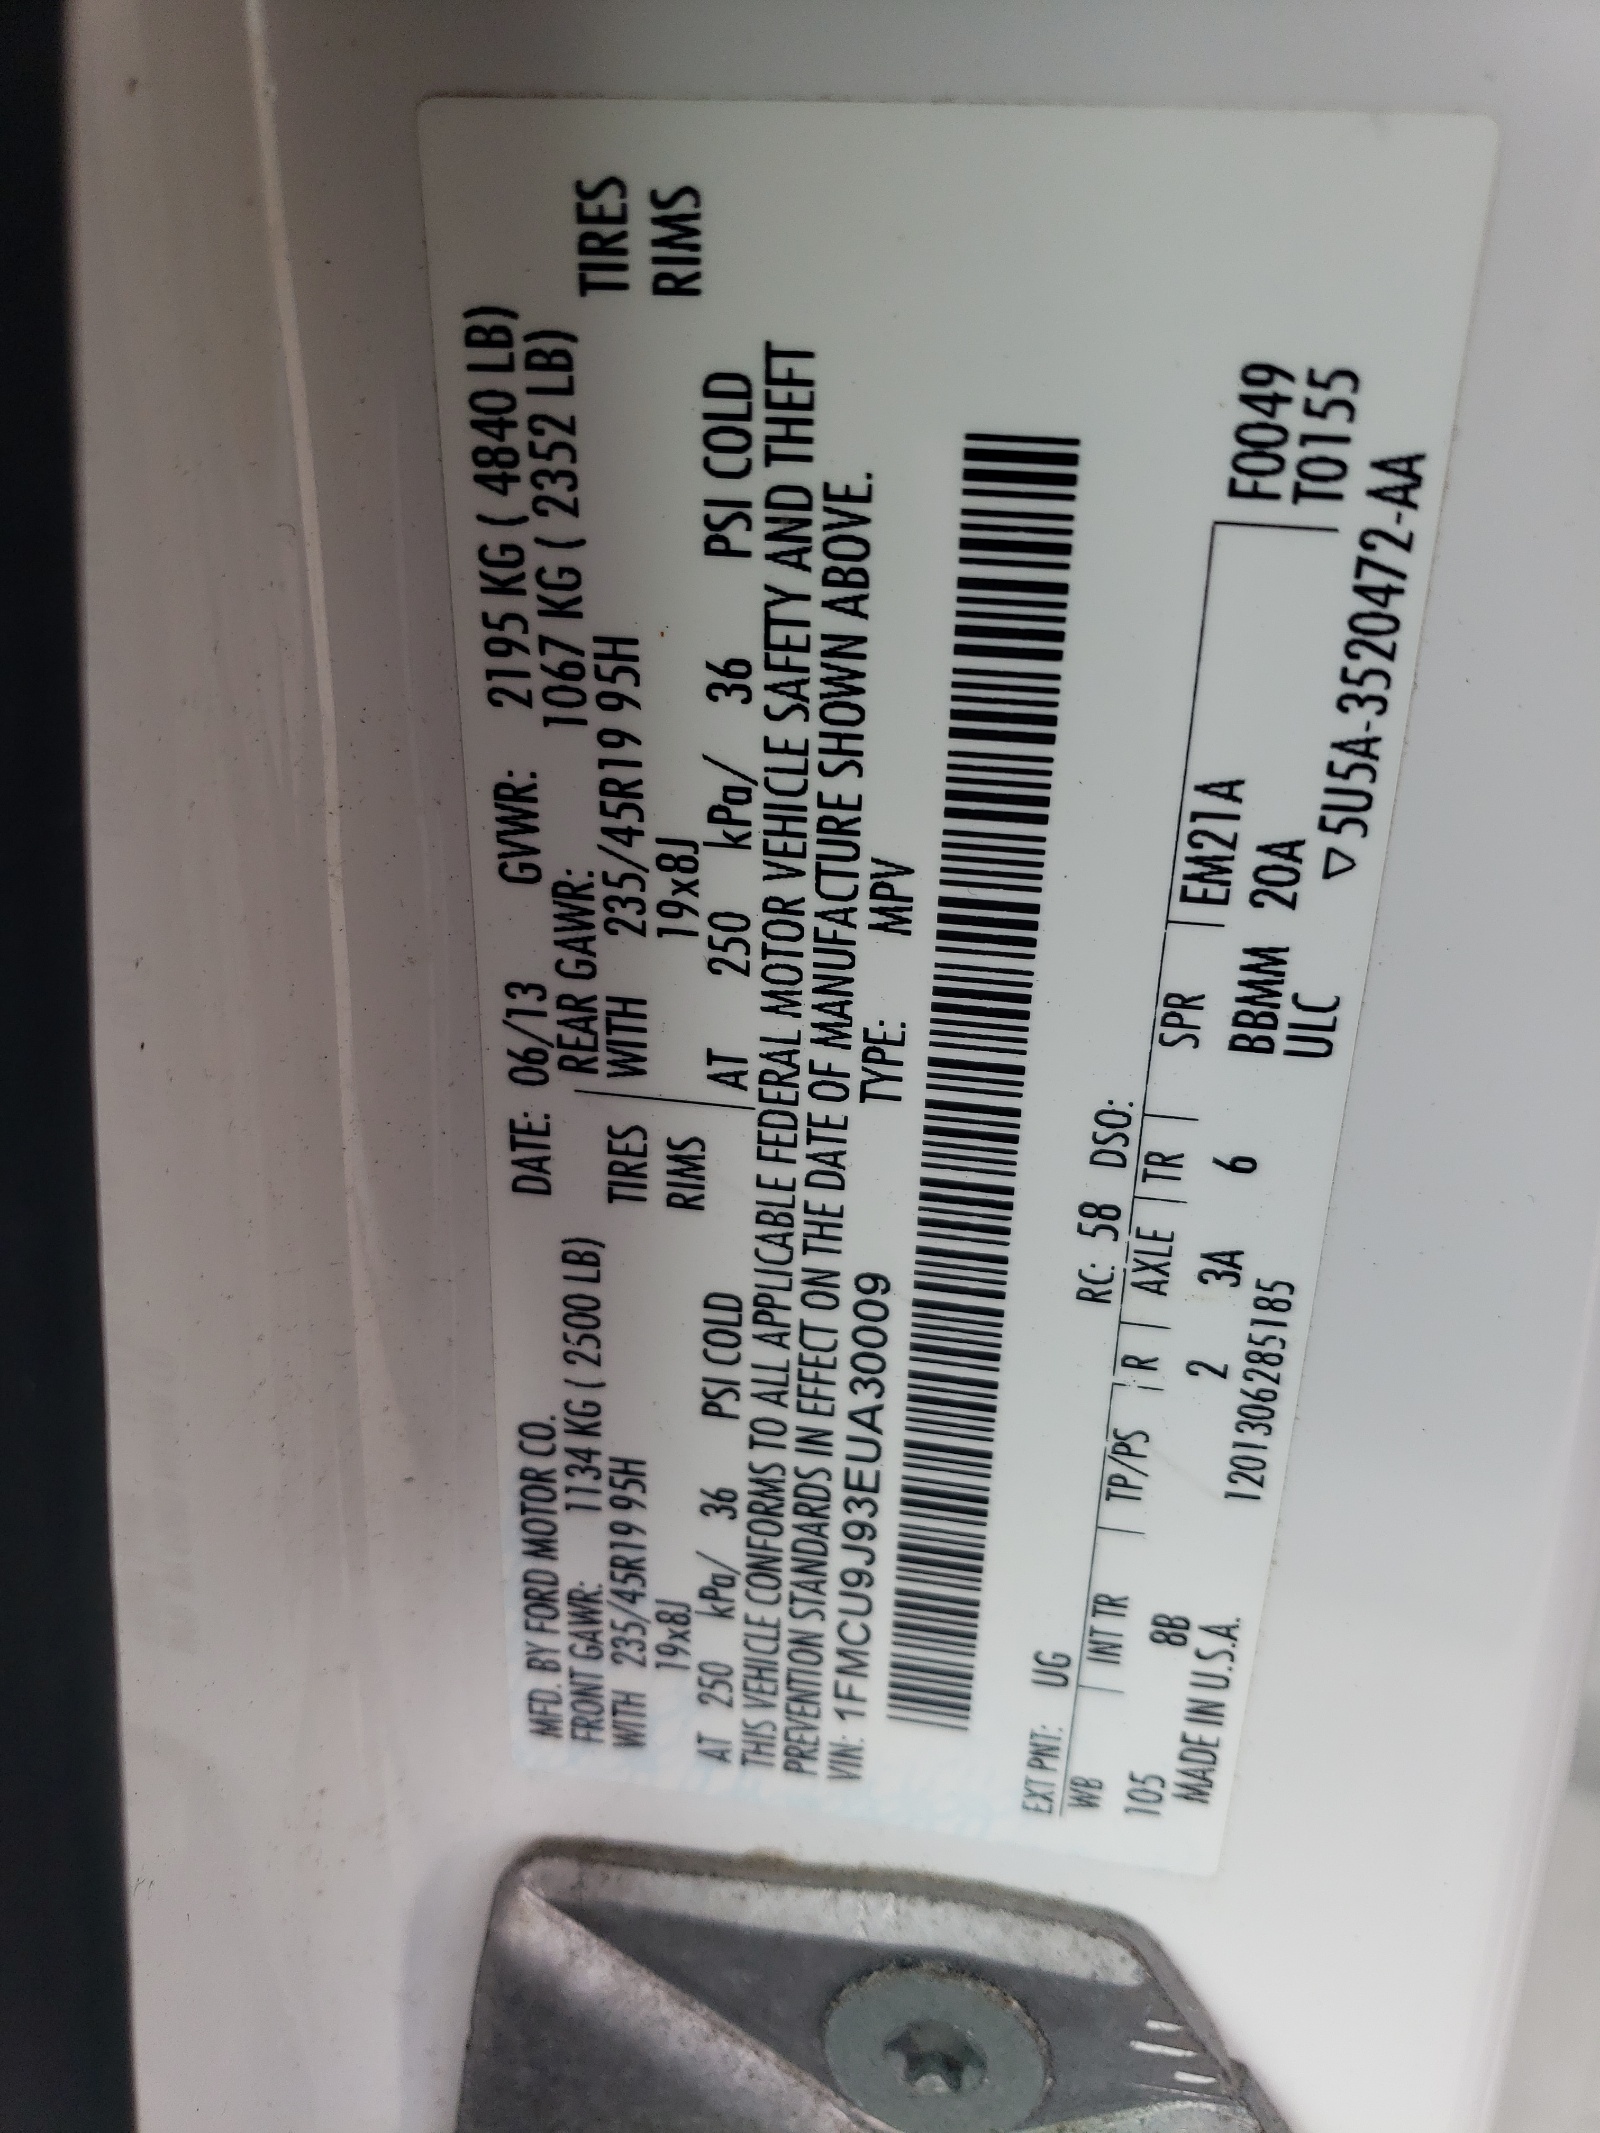 MFD. BY FORD MOTOR CO. DATE: 06/13 GVWR: 2195 KG ( 4840 LB)
FRONT GAWR: 1134 KG ( 2500 LB) REAR GAWR: 1067 KG ( 2352 LB)
WITH 235/45R19 95H TIRES WITH 235/45R19 95H TIRES
19x8J RIMS 19x8J RIMS
AT 250 kPa/ 36 PSI COLD AT 250 kPa/ 36 PSI COLD
THIS VEHICLE CONFORMS TO ALL APPLICABLE FEDERAL MOTOR VEHICLE SAFETY AND THEFT
PREVENTION STANDARDS IN EFFECT ON THE DATE OF MANUFACTURE SHOWN ABOVE.
VIN: 1FMCU9J93EUA30009 TYPE: MPV
EXT PNT: UG RC: 58 DSO:
WB INT TR TP/PS R AXLE TR SPR EM21A
105 8B 2 3A 6 BBMM 20A F0049
MADE IN U.S.A. 1201306285185 ULC T0155
▽5U5A-3520472-AA